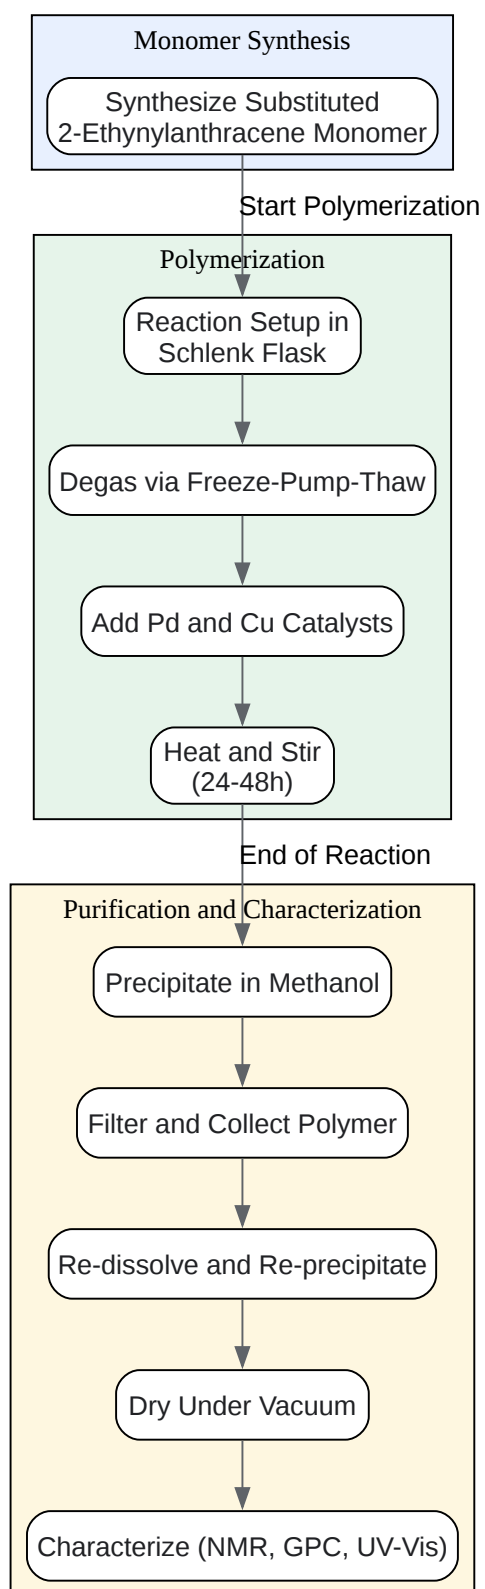 Monomer Synthesis
Synthesize Substituted
2-Ethynylanthracene Monomer
Start Polymerization
Polymerization
Reaction Setup in
Schlenk Flask
Degas via Freeze-Pump-Thaw
Add Pd and Cu Catalysts
Heat and Stir
(24-48h)
End of Reaction
Purification and Characterization
Precipitate in Methanol
Filter and Collect Polymer
Re-dissolve and Re-precipitate
Dry Under Vacuum
Characterize (NMR, GPC, UV-Vis)